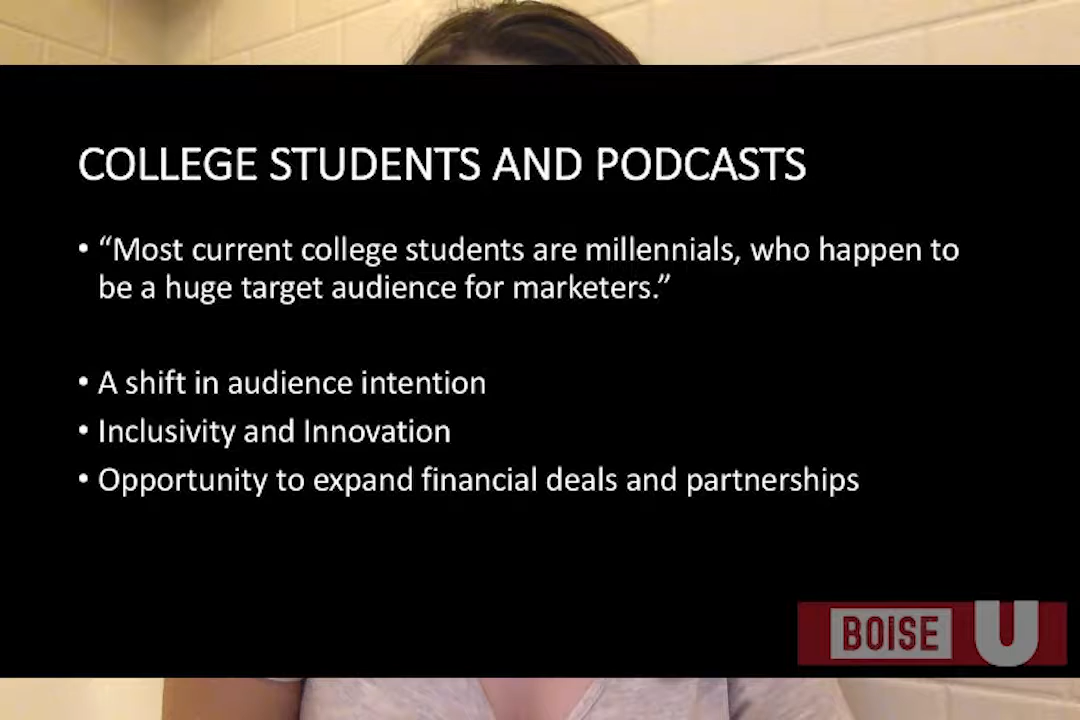 COLLEGE STUDENTS AND PODCASTS
• “Most current college students are millennials, who happen to
be a huge target audience for marketers.”
• A shift in audience intention
• Inclusivity and Innovation
• Opportunity to expand financial deals and partnerships
BOISE U